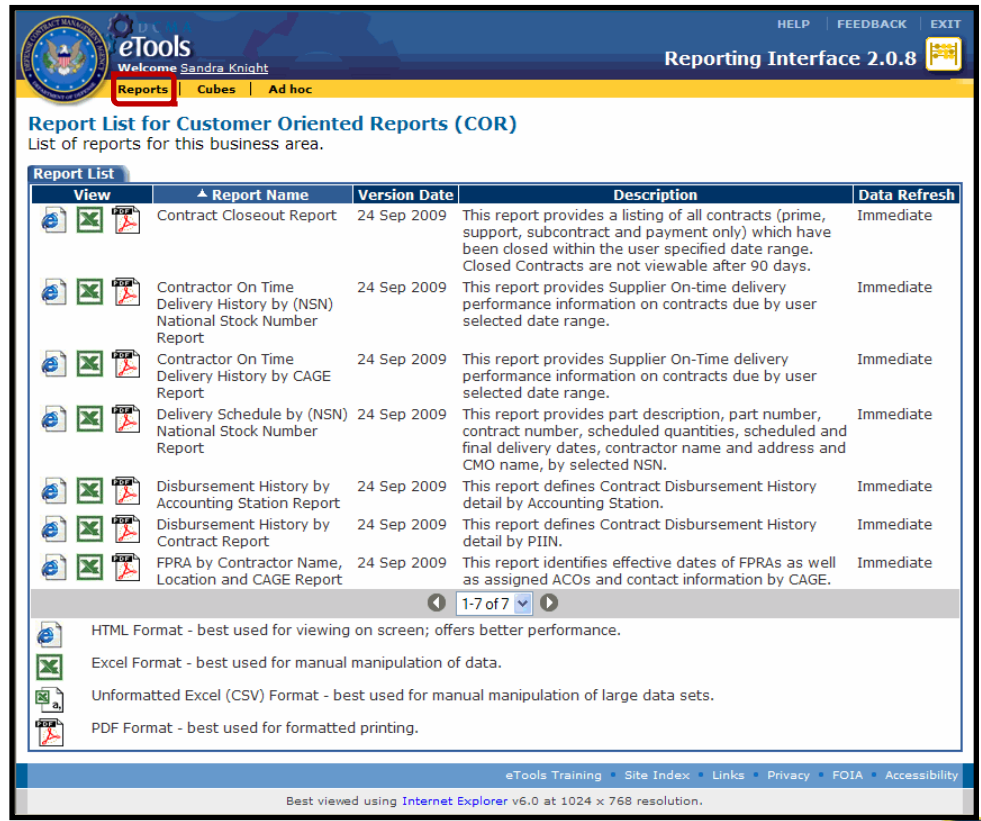 HELP | FEEDBACK | EXIT
eTools
Welcome Sandra Knight
Reporting Interface 2.0.8
Reports | Cubes | Ad hoc
Report List for Customer Oriented Reports (COR)
List of reports for this business area.
Report List
View Report Name Version Date Description Data Refresh
Contract Closeout Report 24 Sep 2009 This report provides a listing of all contracts (prime, Immediate
support, subcontract and payment only) which have
been closed within the user specified date range.
Closed Contracts are not viewable after 90 days.
Contractor On Time 24 Sep 2009 This report provides Supplier On-time delivery Immediate
Delivery History by (NSN) performance information on contracts due by user
National Stock Number selected date range.
Report
Contractor On Time 24 Sep 2009 This report provides Supplier On-Time delivery Immediate
Delivery History by CAGE performance information on contracts due by user
Report selected date range.
Delivery Schedule by (NSN) 24 Sep 2009 This report provides part description, part number, Immediate
National Stock Number contract number, scheduled quantities, scheduled and
Report final delivery dates, contractor name and address and
CMO name, by selected NSN.
Disbursement History by 24 Sep 2009 This report defines Contract Disbursement History Immediate
Accounting Station Report detail by Accounting Station.
Disbursement History by 24 Sep 2009 This report defines Contract Disbursement History Immediate
Contract Report detail by PIIN.
FPRA by Contractor Name, 24 Sep 2009 This report identifies effective dates of FPRAs as well Immediate
Location and CAGE Report as assigned ACOs and contact information by CAGE.
1-7 of 7
HTML Format - best used for viewing on screen; offers better performance.
Excel Format - best used for manual manipulation of data.
Unformatted Excel (CSV) Format - best used for manual manipulation of large data sets.
PDF Format - best used for formatted printing.
eTools Training • Site Index • Links • Privacy • FOIA • Accessibility
Best viewed using Internet Explorer v6.0 at 1024 x 768 resolution.